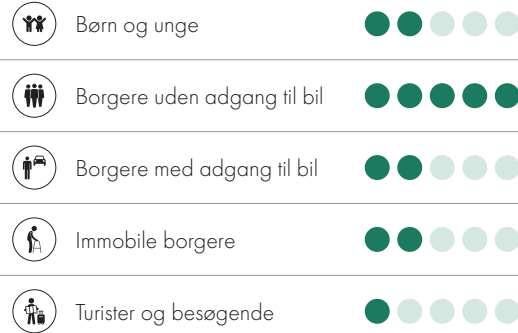 Børn og unge
Borgere uden adgang til bil
Borgere med adgang til bil
Immobile borgere
Turister og besøgende